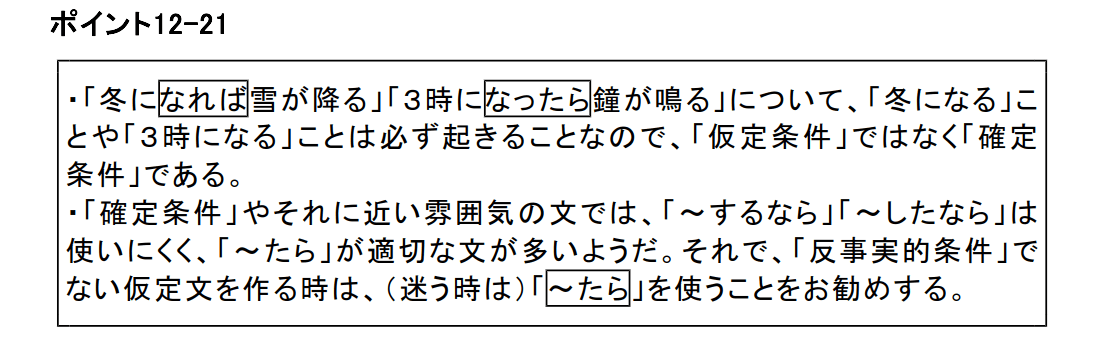 ポイント12-21
・「冬になれば雪が降る」「３時になったら鐘が鳴る」について、「冬になる」こ
とや「３時になる」ことは必ず起きることなので、「仮定条件」ではなく「確定
条件」である。
・「確定条件」やそれに近い雰囲気の文では、「～するなら」「～したなら」は
使いにくく、「～たら」が適切な文が多いようだ。それで、「反事実的条件」で
ない仮定文を作る時は、（迷う時は）「～たら」を使うことをお勧めする。